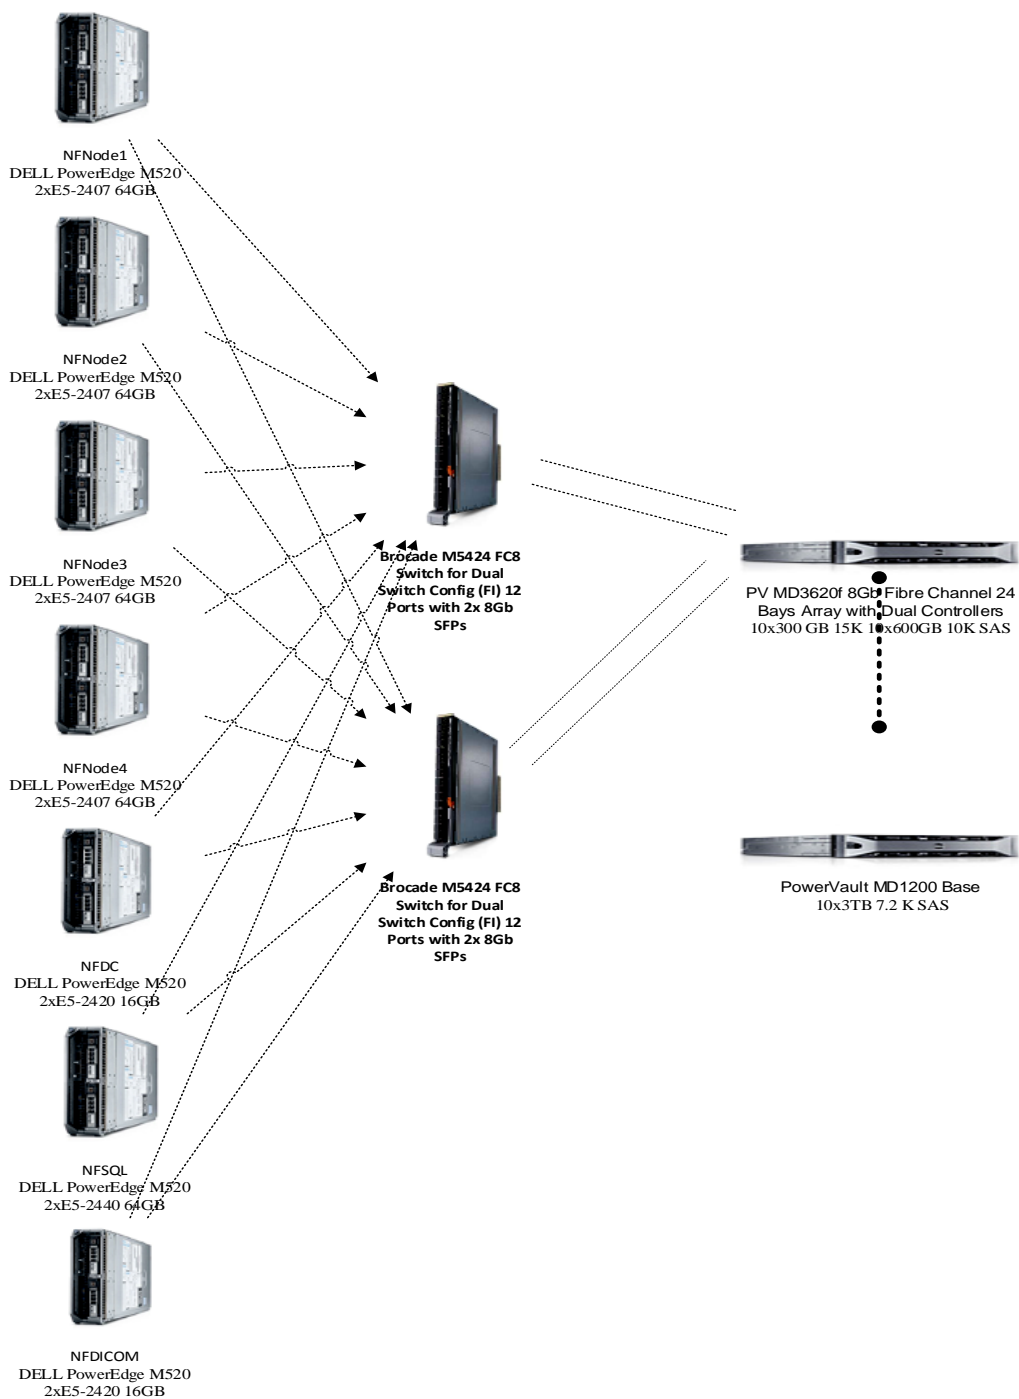 NFNode1
DELL PowerEdge M520
2xE5-2407 64GB
NFNode2
DELL PowerEdge M520
2xE5-2407 64GB
NFNode3
DELL PowerEdge M520
2xE5-2407 64GB
NFNode4
DELL PowerEdge M520
2xE5-2407 64GB
NFDC
DELL PowerEdge M520
2xE5-2420 16GB
NFSQL
DELL PowerEdge M520
2xE5-2440 64GB
NFDICOM
DELL PowerEdge M520
2xE5-2420 16GB
Brocade M5424 FC8
Switch for Dual
Switch Config (FI) 12
Ports with 2x 8Gb
SFPs
Brocade M5424 FC8
Switch for Dual
Switch Config (FI) 12
Ports with 2x 8Gb
SFPs
PV MD3620f 8Gb Fibre Channel 24
Bays Array with Dual Controllers
10x300 GB 15K 10x600GB 10K SAS
PowerVault MD1200 Base
10x3TB 7.2 K SAS